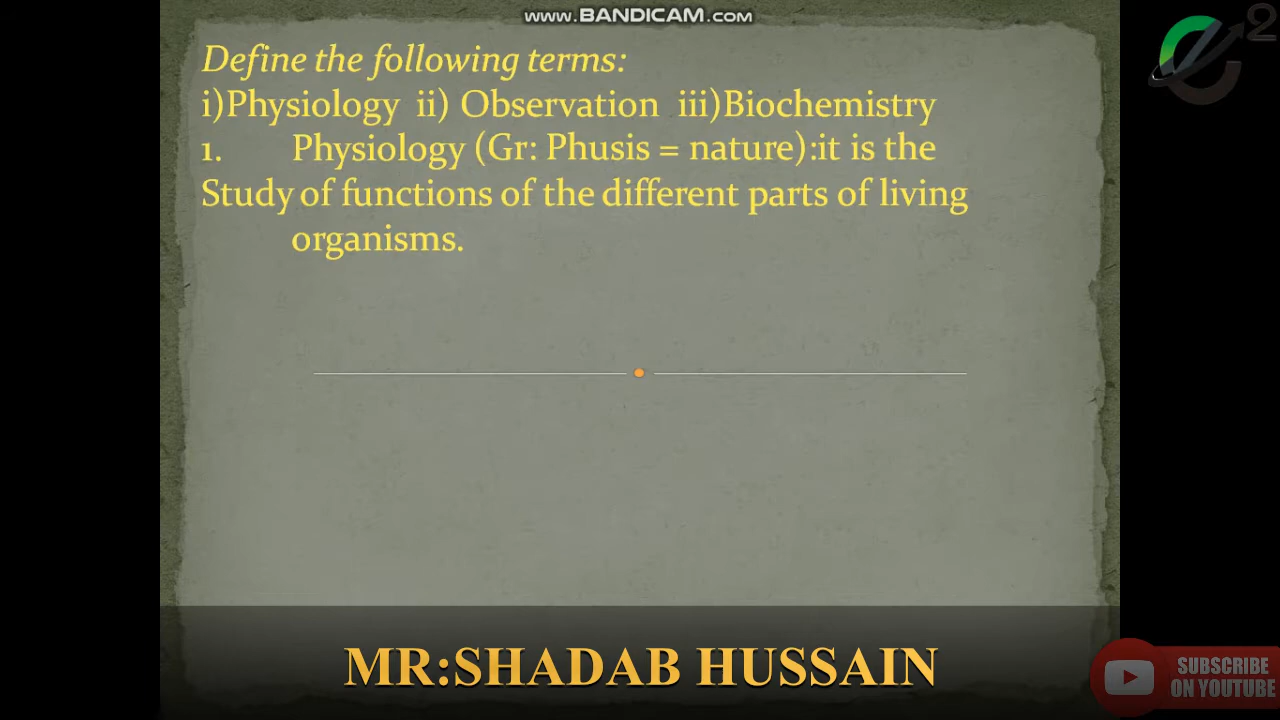 www.BANDICAM.com
2
Define the following terms:
i)Physiology ii) Observation iii)Biochemistry
1. Physiology (Gr: Phusis = nature):it is the
Study of functions of the different parts of living
organisms.
MR:SHADAB HUSSAIN
SUBSCRIBE
ON YOUTUBE